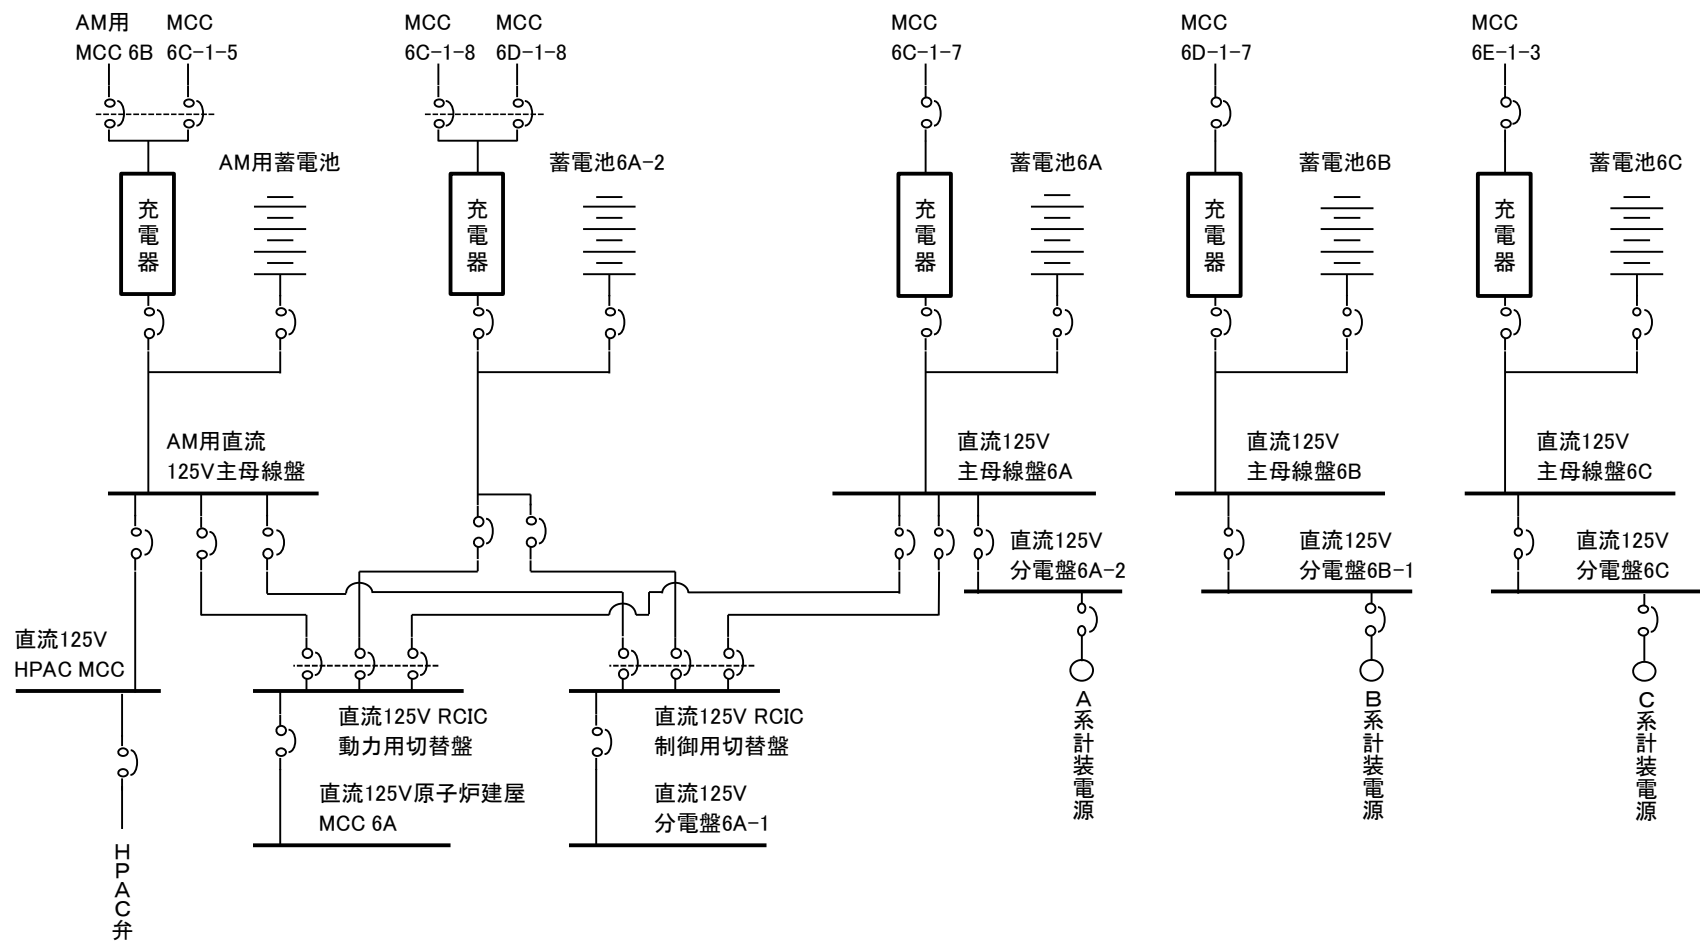 AM用
MCC 6B
MCC
6C-1-5
MCC
6C-1-8
MCC
6D-1-8
MCC
6C-1-7
MCC
6D-1-7
MCC
6E-1-3
充電器
AM用蓄電池
充電器
蓄電池6A-2
充電器
蓄電池6A
充電器
蓄電池6B
充電器
蓄電池6C
AM用直流
125V主母線盤
直流125V
主母線盤6A
直流125V
主母線盤6B
直流125V
主母線盤6C
直流125V
分電盤6A-2
直流125V
分電盤6B-1
直流125V
分電盤6C
直流125V
HPAC MCC
直流125V RCIC
動力用切替盤
直流125V RCIC
制御用切替盤
A系計装電源
B系計装電源
C系計装電源
直流125V原子炉建屋
MCC 6A
直流125V
分電盤6A-1
HPAC弁